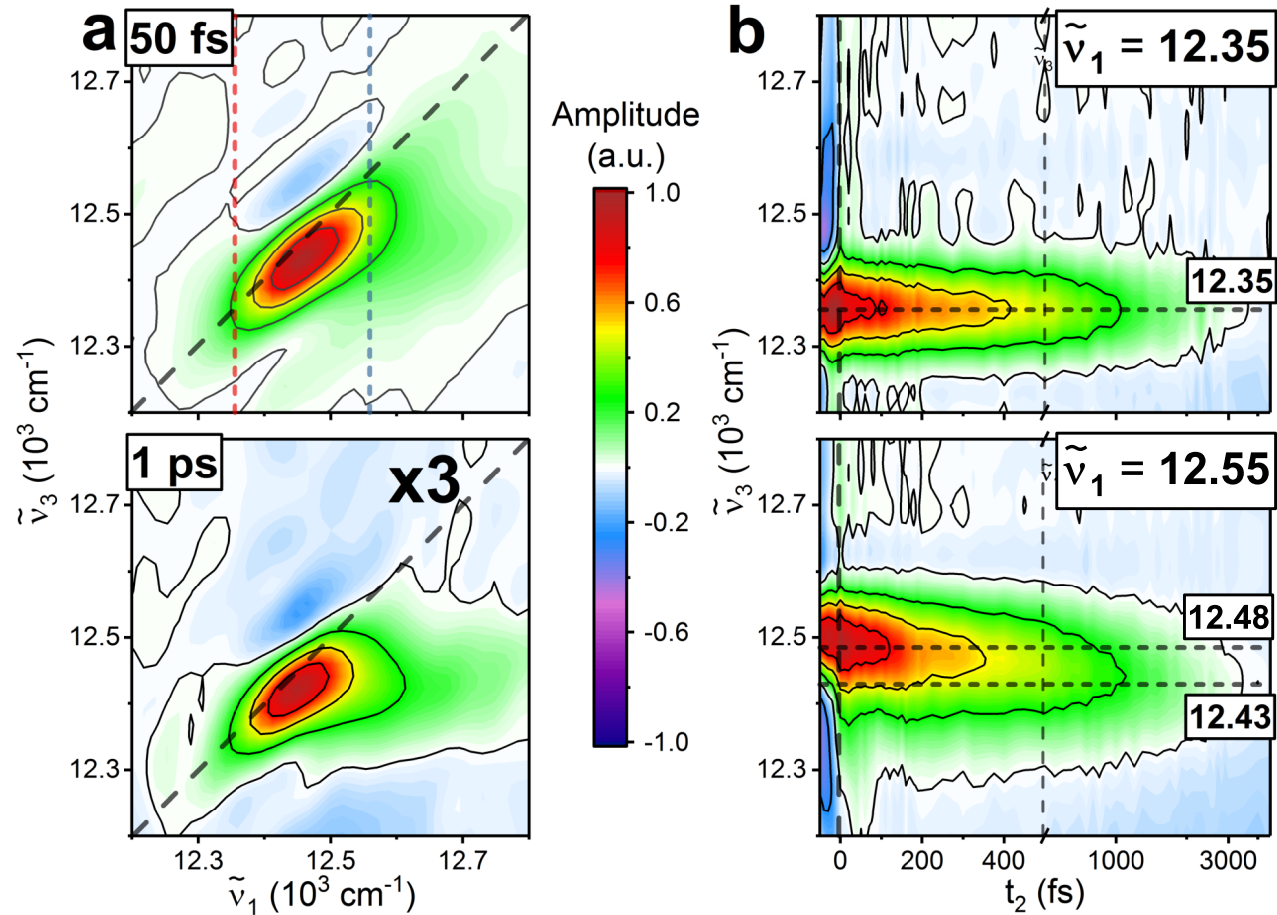 a
50 fs
12.7
12.5
12.3
1 ps
x3
12.7
12.5
12.3
12.3
12.5
12.7
ν̃₃ (10³ cm⁻¹)
ν̃₁ (10³ cm⁻¹)
Amplitude
(a.u.)
1.0
0.6
0.2
-0.2
-0.6
-1.0
b
ν̃₃
ν̃₁ = 12.35
12.7
12.5
12.3
12.35
ν̃₁ = 12.55
12.7
12.5
12.3
12.48
12.43
ν̃₃ (10³ cm⁻¹)
0
200
400
1000
3000
t₂ (fs)